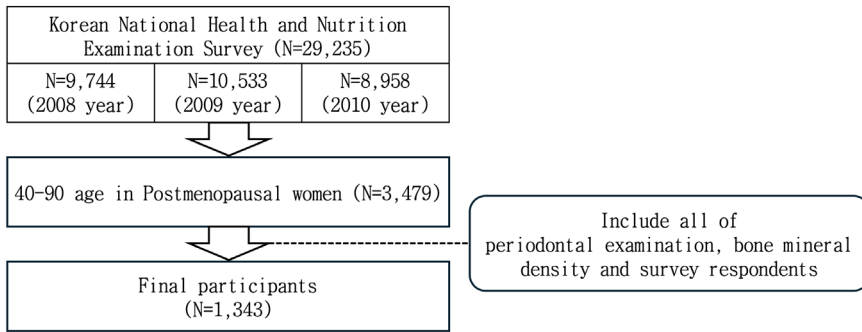 Korean National Health and Nutrition
Examination Survey (N=29,235)
N=9,744
(2008 year)
N=10,533
(2009 year)
N=8,958
(2010 year)
40-90 age in Postmenopausal women (N=3,479)
Include all of
periodontal examination, bone mineral
density and survey respondents
Final participants
(N=1,343)